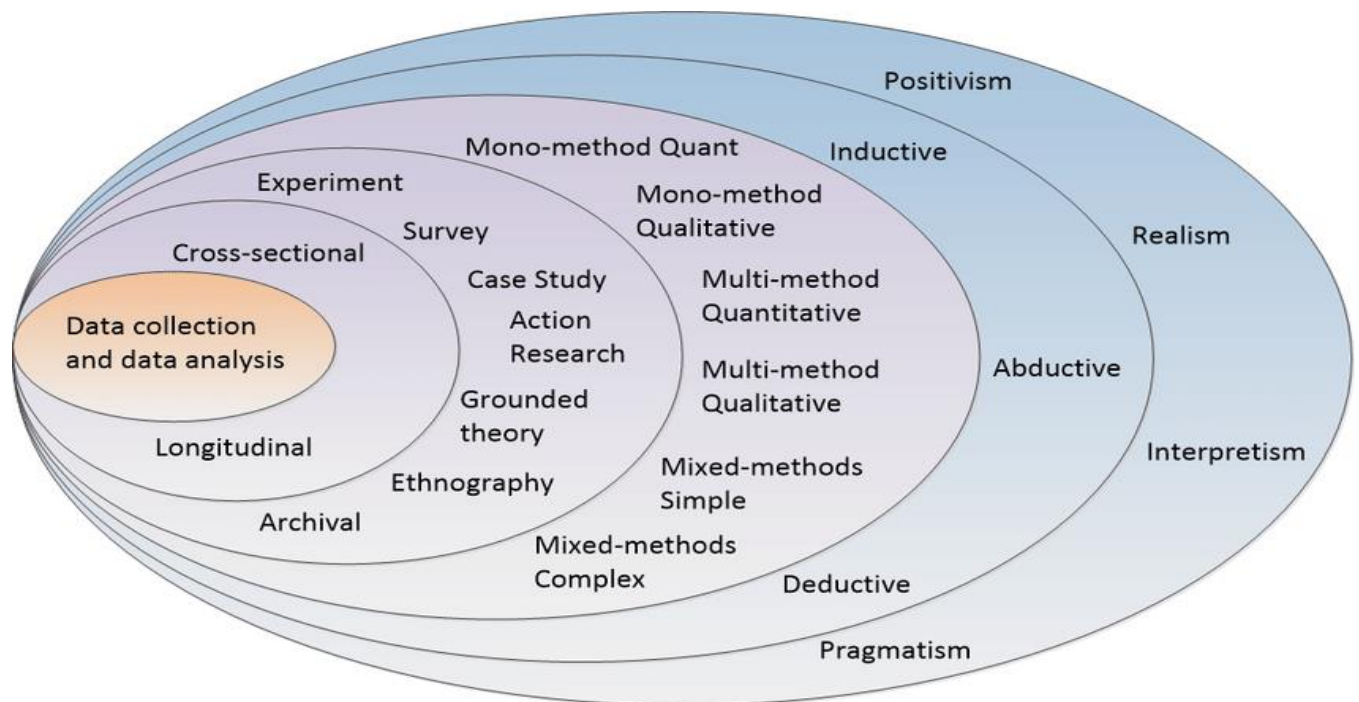 Positivism
Mono-method Quant
Inductive
Experiment
Mono-method
Qualitative
Survey
Realism
Cross-sectional
Case Study
Multi-method
Quantitative
Data collection
and data analysis
Action
Research
Multi-method
Qualitative
Abductive
Grounded
theory
Longitudinal
Interpretism
Ethnography
Mixed-methods
Simple
Archival
Mixed-methods
Complex
Deductive
Pragmatism